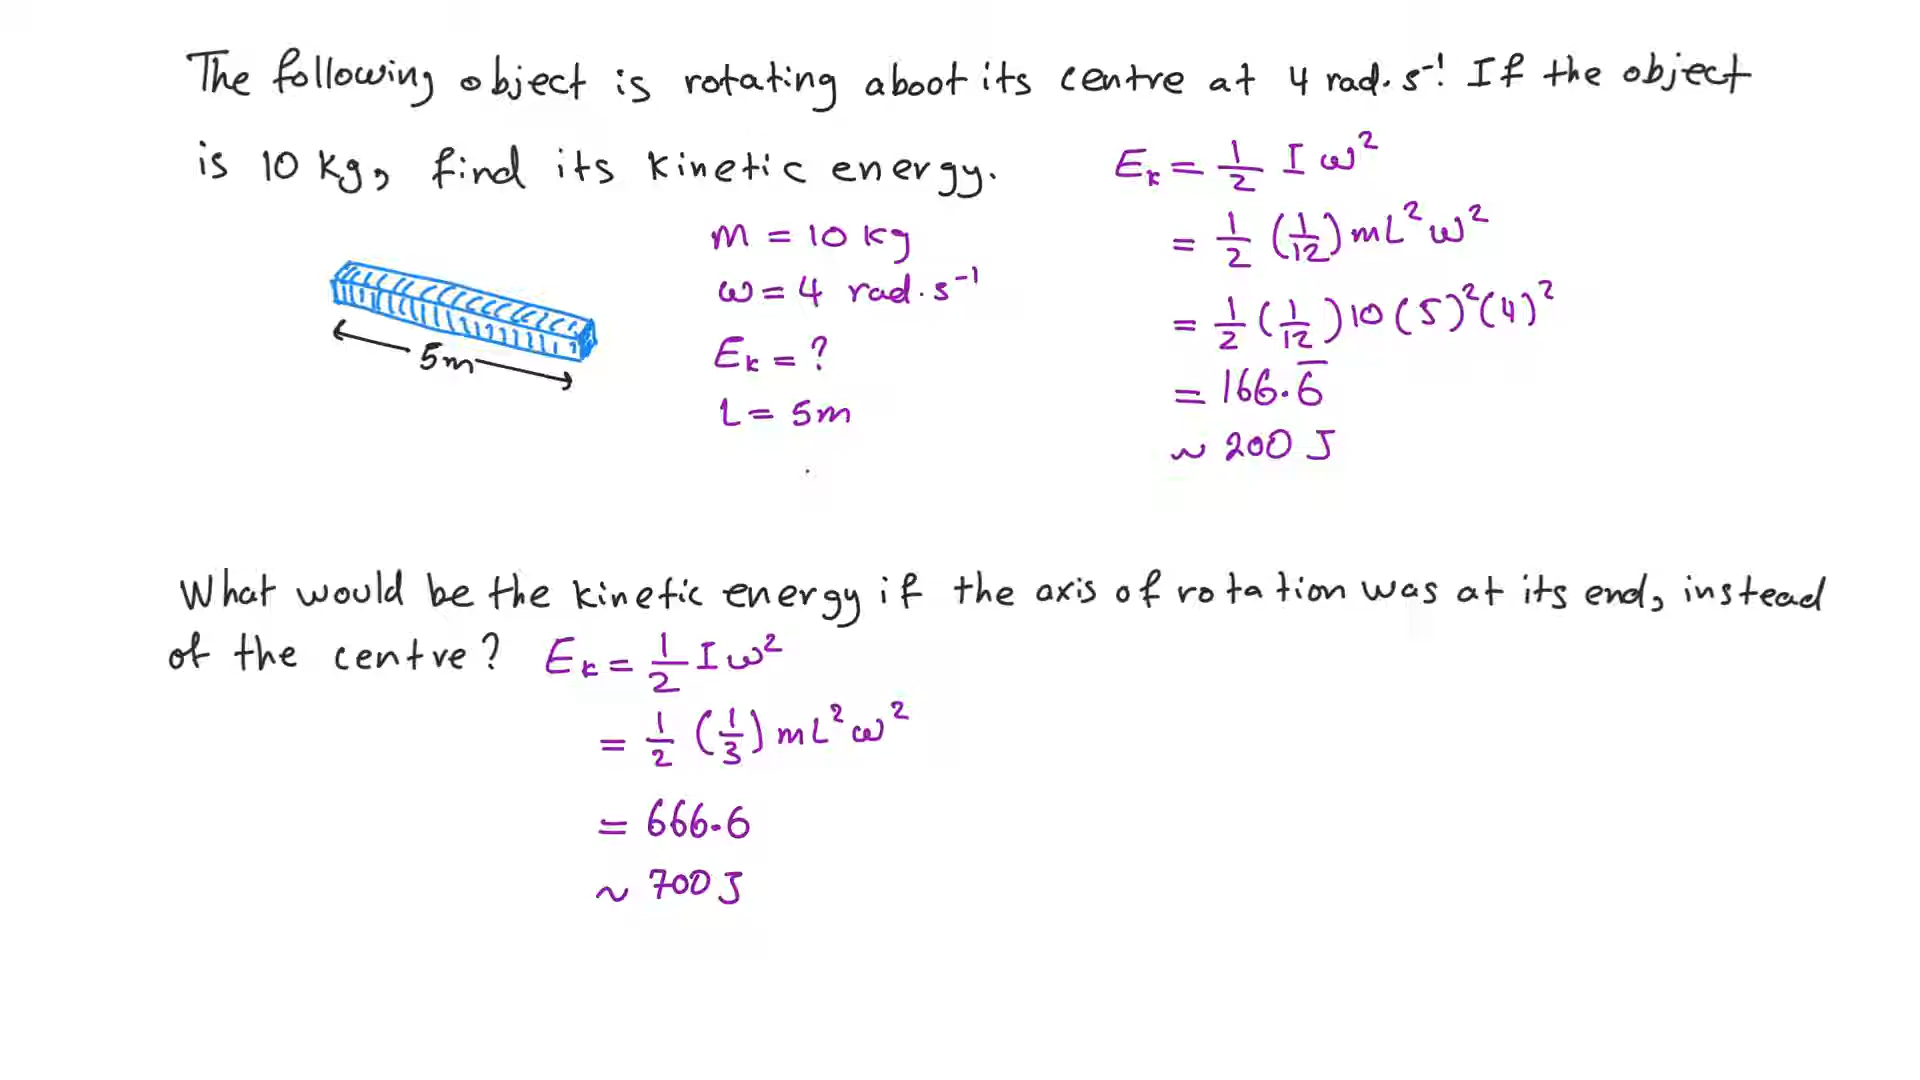 The following object is rotating aboot its centre at 4 rad.s⁻¹. If the object
is 10 kg, find its kinetic energy.
5m
m = 10 kg
ω = 4 rad.s⁻¹
Eₖ = ?
L = 5m
Eₖ = 1/2 I ω²
= 1/2 (1/12) mL² ω²
= 1/2 (1/12) 10 (5)² (4)²
= 166.6̅
~ 200 J
What would be the kinetic energy if the axis of rotation was at its end, instead
of the centre?
Eₖ = 1/2 I ω²
= 1/2 (1/3) mL² ω²
= 666.6
~ 700 J